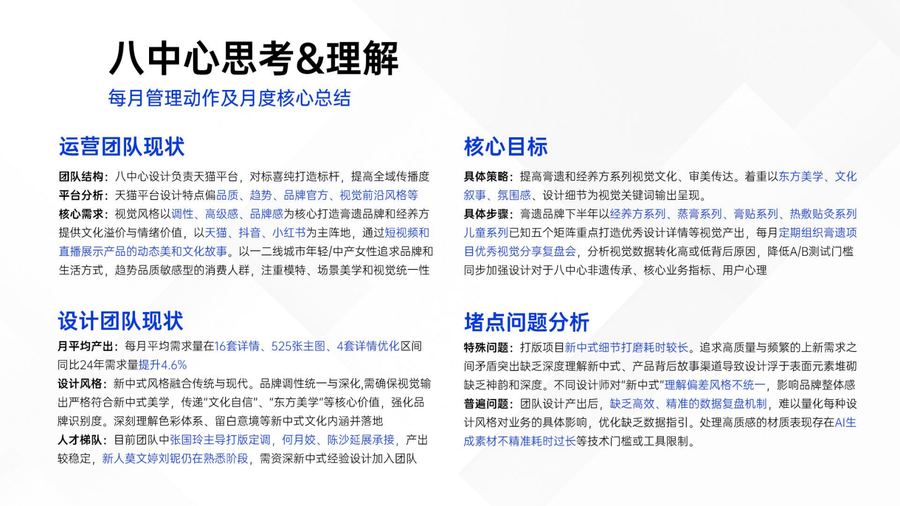 八中心思考&理解
每月管理动作及月度核心总结
运营团队现状
团队结构：八中心设计负责天猫平台，对标喜纯打造标杆，提高全域传播度
平台分析：天猫平台设计特点偏品质、趋势、品牌官方、视觉前沿风格等
核心需求：视觉风格以调性、高级感、品牌感为核心打造膏遗品牌和经养方
提供文化溢价与情绪价值，以天猫、抖音、小红书为主阵地，通过短视频和
直播展示产品的动态美和文化故事。以一二线城市年轻/中产女性追求品牌和
生活方式，趋势品质敏感型的消费人群，注重模特、场景美学和视觉统一性
设计团队现状
月平均产出：每月平均需求量在16套详情、525张主图、4套详情优化区间
同比24年需求量提升4.6%
设计风格：新中式风格融合传统与现代。品牌调性统一与深化,需确保视觉输
出严格符合新中式美学，传递“文化自信”、“东方美学”等核心价值，强化品
牌识别度。深刻理解色彩体系、留白意境等新中式文化内涵并落地
人才梯队：目前团队中张国玲主导打版定调，何月姣、陈沙延展承接，产出
较稳定，新人莫文婷刘铌仍在熟悉阶段，需资深新中式经验设计加入团队
核心目标
具体策略：提高膏遗和经养方系列视觉文化、审美传达。着重以东方美学、文化
叙事、氛围感、设计细节为视觉关键词输出呈现。
具体步骤：膏遗品牌下半年以经养方系列、蒸膏系列、膏贴系列、热敷贴灸系列
儿童系列已知五个矩阵重点打造优秀设计详情等视觉产出，每月定期组织膏遗项
目优秀视觉分享复盘会，分析视觉数据转化高或低背后原因，降低A/B测试门槛
同步加强设计对于八中心非遗传承、核心业务指标、用户心理
堵点问题分析
特殊问题：打版项目新中式细节打磨耗时较长。追求高质量与频繁的上新需求之
间矛盾突出缺乏深度理解新中式、产品背后故事渠道导致设计浮于表面元素堆砌
缺乏神韵和深度。不同设计师对“新中式”理解偏差风格不统一，影响品牌整体感
普遍问题：团队设计产出后，缺乏高效、精准的数据复盘机制，难以量化每种设
计风格对业务的具体影响，优化缺乏数据指引。处理高质感的材质表现存在AI生
成素材不精准耗时过长等技术门槛或工具限制。